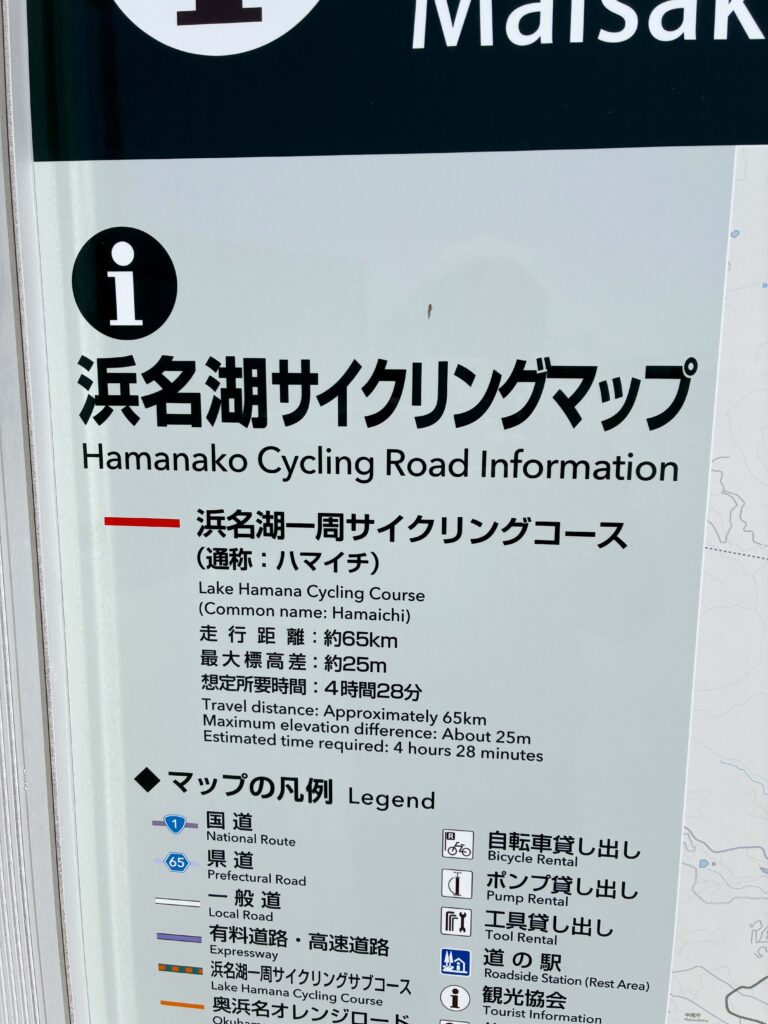 i
浜名湖サイクリングマップ
Hamanako Cycling Road Information
浜名湖一周サイクリングコース
(通称：ハマイチ)
Lake Hamana Cycling Course
(Common name: Hamaichi)
走行距離：約65km
最大標高差：約25m
想定所要時間：4時間28分
Travel distance: Approximately 65km
Maximum elevation difference: About 25m
Estimated time required: 4 hours 28 minutes
◆マップの凡例 Legend
1
国道
National Route
65
県道
Prefectural Road
一般道
Local Road
有料道路・高速道路
Expressway
浜名湖一周サイクリングサブコース
Lake Hamana Cycling Course
奥浜名オレンジロード
R
自転車貸し出し
Bicycle Rental
ポンプ貸し出し
Pump Rental
工具貸し出し
Tool Rental
道の駅
Roadside Station (Rest Area)
i
観光協会
Tourist Information